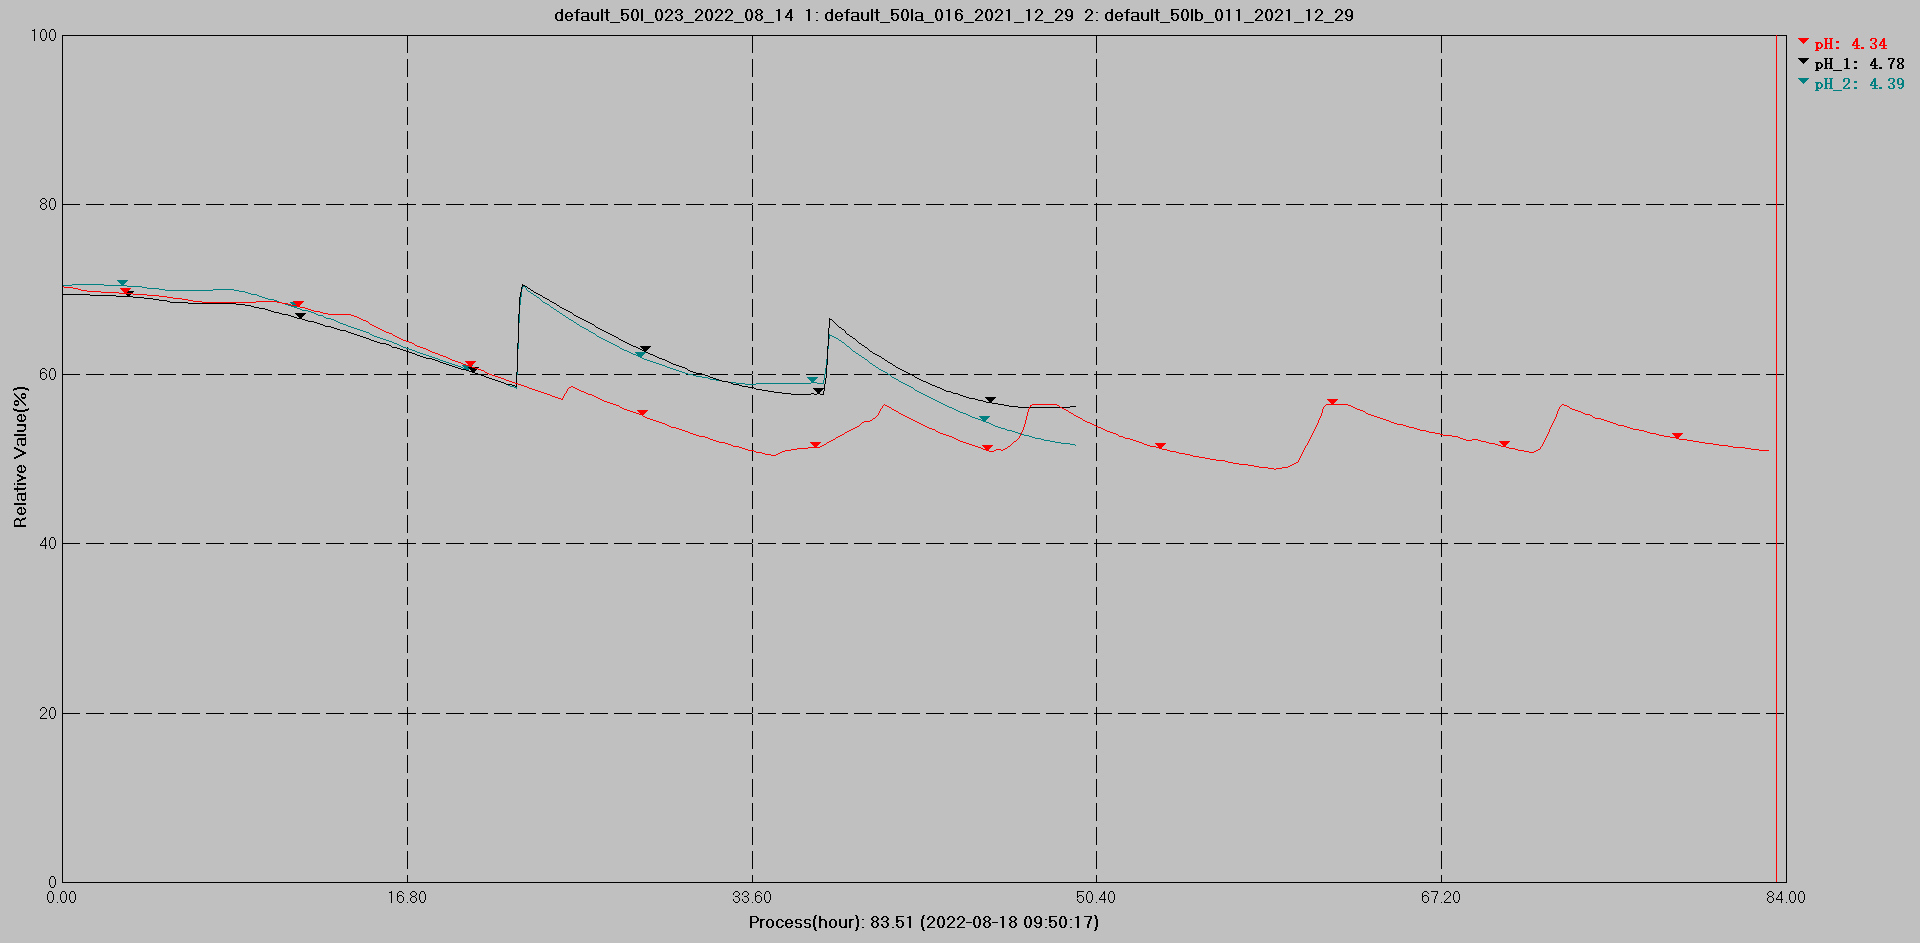 default_50l_023_2022_08_14 1: default_50la_016_2021_12_29 2: default_50lb_011_2021_12_29
pH: 4.34
pH_1: 4.78
pH_2: 4.39
100
80
60
40
20
0
Relative Value(%)
0.00 16.80 33.60 50.40 67.20 84.00
Process(hour): 83.51 (2022-08-18 09:50:17)